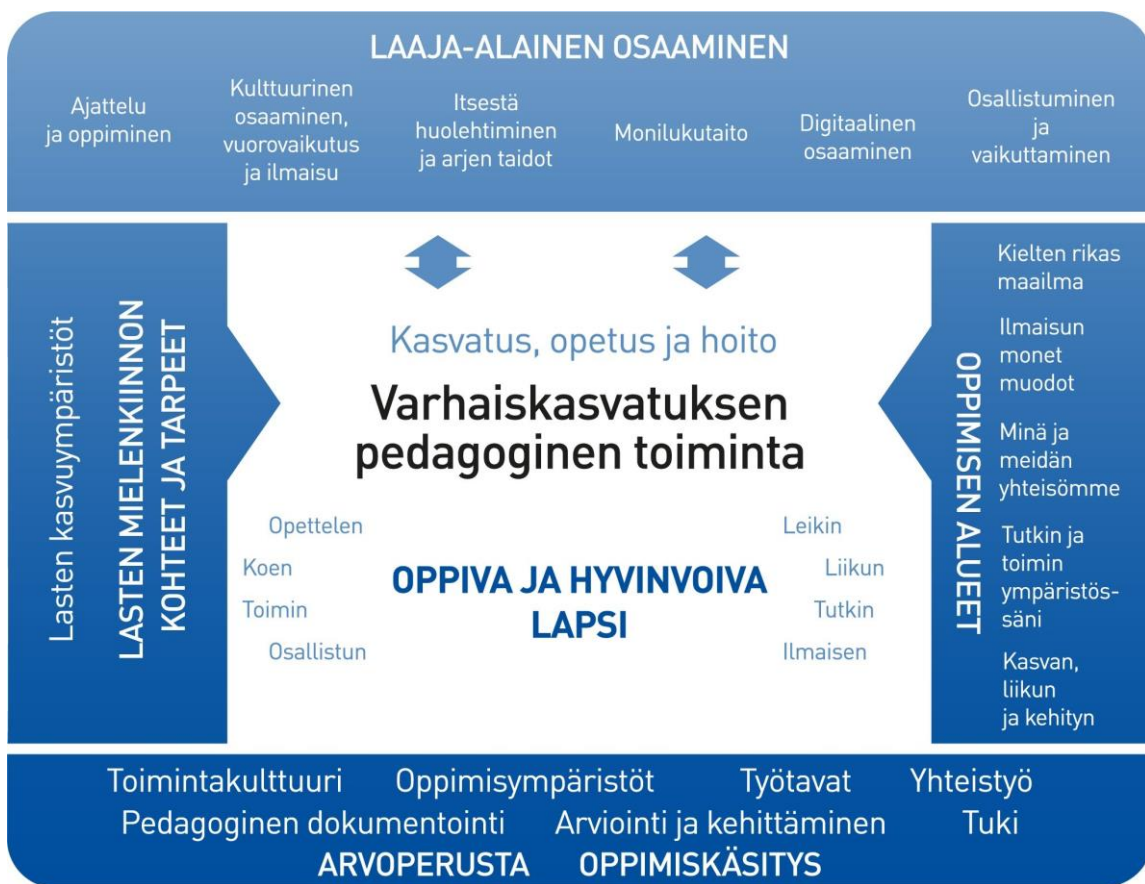 LAAJA-ALAINEN OSAAMINEN
Ajattelu
ja oppiminen
Kulttuurinen
osaaminen,
vuorovaikutus
ja ilmaisu
Itsestä
huolehtiminen
ja arjen taidot
Monilukutaito
Digitaalinen
osaaminen
Osallistuminen
ja
vaikuttaminen
Lasten kasvuympäristöt
LASTEN MIELENKIINNON
KOHTEET JA TARPEET
Kasvatus, opetus ja hoito
Varhaiskasvatuksen
pedagoginen toiminta
Opettelen
Koen
Toimin
Osallistun
OPPIVA JA HYVINVOIVA
LAPSI
Leikin
Liikun
Tutkin
Ilmaisen
OPPIMISEN ALUEET
Kielten rikas
maailma
Ilmaisun
monet
muodot
Minä ja
meidän
yhteisömme
Tutkin ja
toimin
ympäristös-
säni
Kasvan,
liikun
ja kehityn
Toimintakulttuuri Oppimisympäristöt Työtavat Yhteistyö
Pedagoginen dokumentointi Arviointi ja kehittäminen Tuki
ARVOPERUSTA OPPIMISKÄSITYS